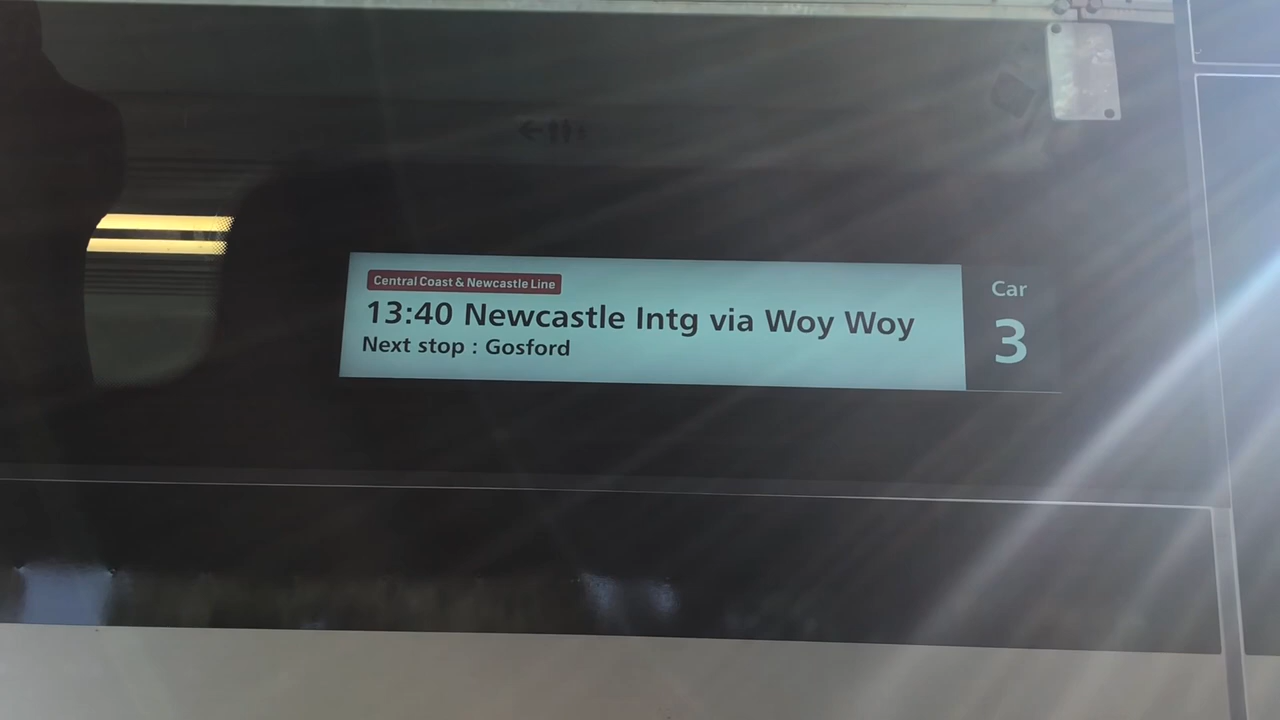 Central Coast & Newcastle Line
13:40 Newcastle Intg via Woy Woy
Next stop : Gosford
Car
3